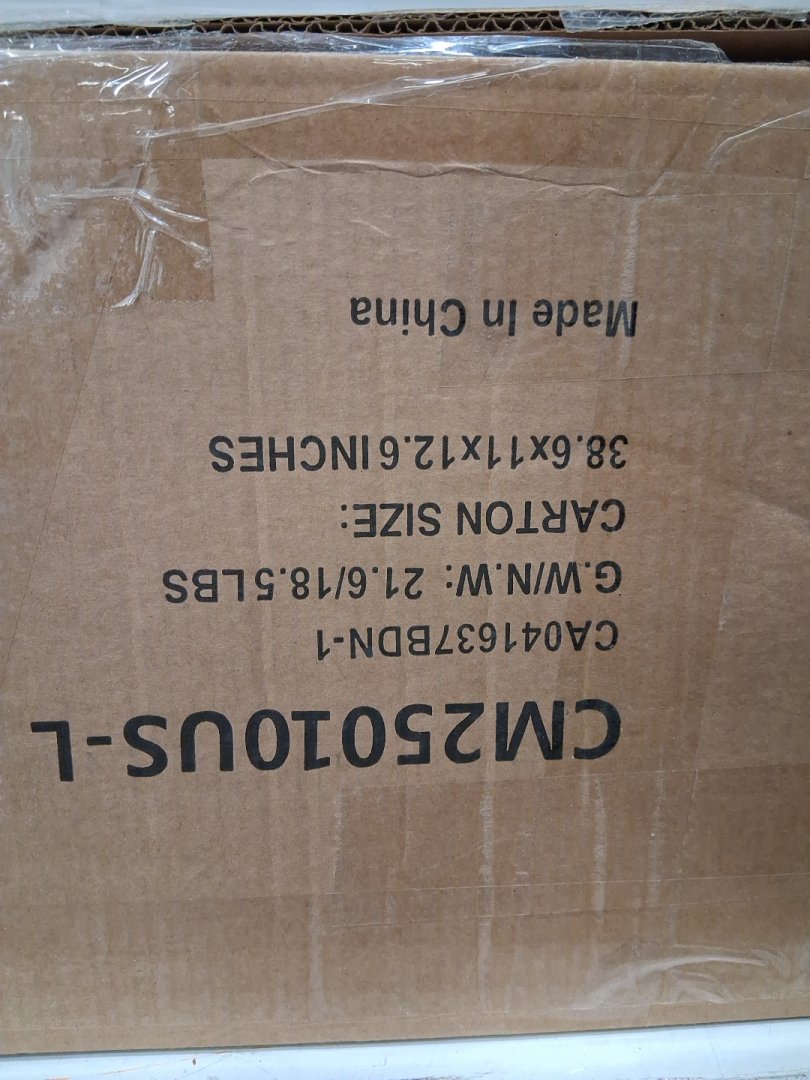 CM25010US-L
CA041637BDN-1
G.W/N.W: 21.6/18.5LBS
CARTON SIZE:
38.6x11x12.6INCHES
Made In China